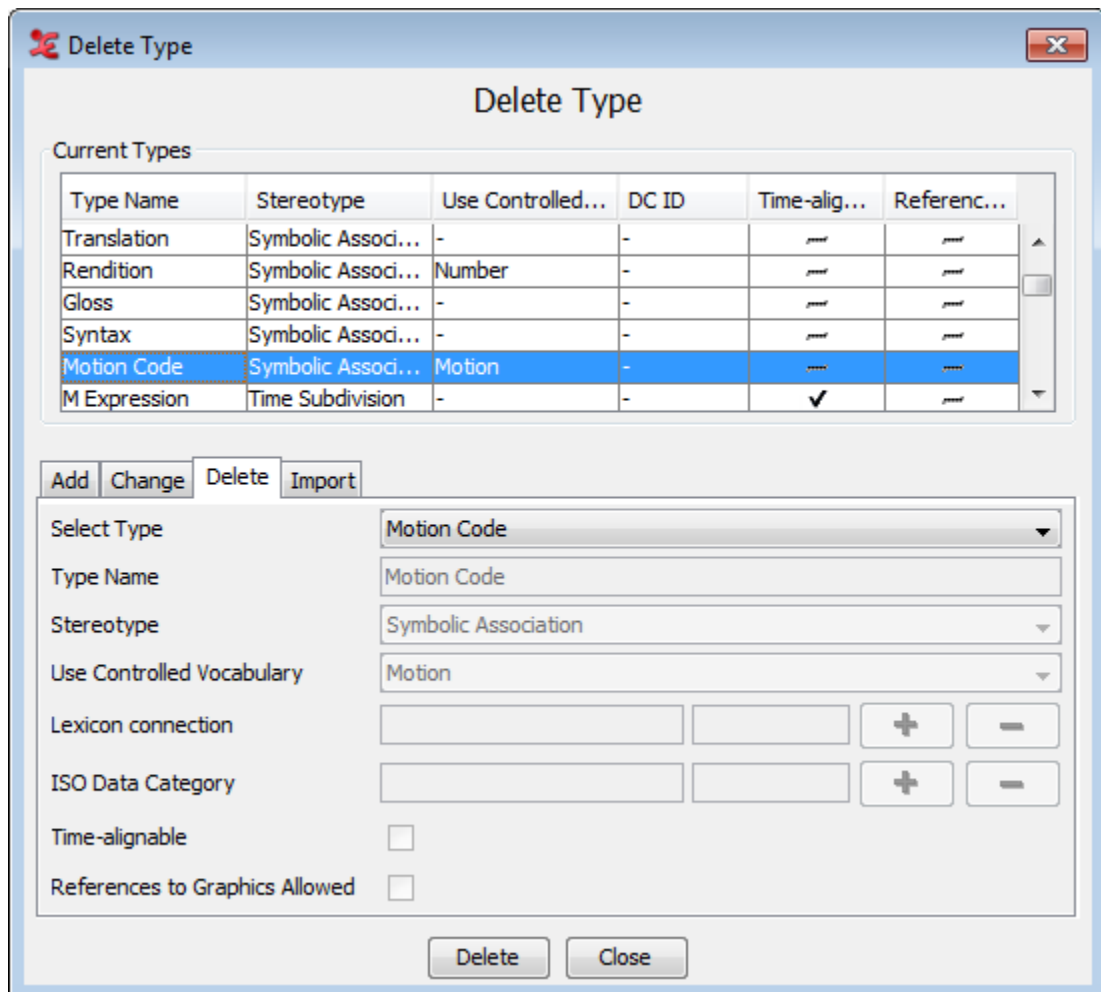 Delete Type
Delete Type
Current Types
Type Name Stereotype Use Controlled... DC ID Time-alig... Referenc...
Translation Symbolic Associ... - -
Rendition Symbolic Associ... Number -
Gloss Symbolic Associ... - -
Syntax Symbolic Associ... - -
Motion Code Symbolic Associ... Motion -
M Expression Time Subdivision - - ✓
Add Change Delete Import
Select Type Motion Code
Type Name Motion Code
Stereotype Symbolic Association
Use Controlled Vocabulary Motion
Lexicon connection
ISO Data Category
Time-alignable
References to Graphics Allowed
Delete Close